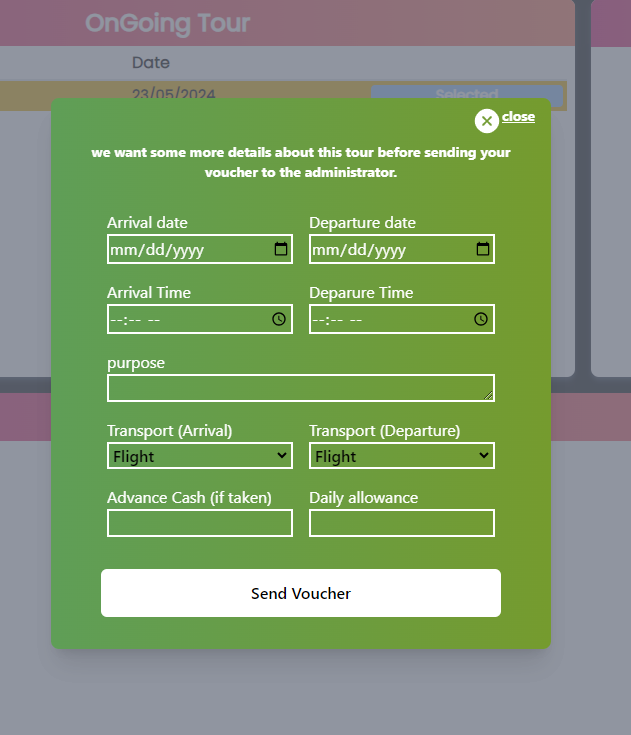 OnGoing Tour
Date
23/05/2024 Selected
close
we want some more details about this tour before sending your
voucher to the administrator.
Arrival date Departure date
mm/dd/yyyy mm/dd/yyyy
Arrival Time Deparure Time
--:-- -- --:-- --
purpose
Transport (Arrival) Transport (Departure)
Flight Flight
Advance Cash (if taken) Daily allowance
Send Voucher